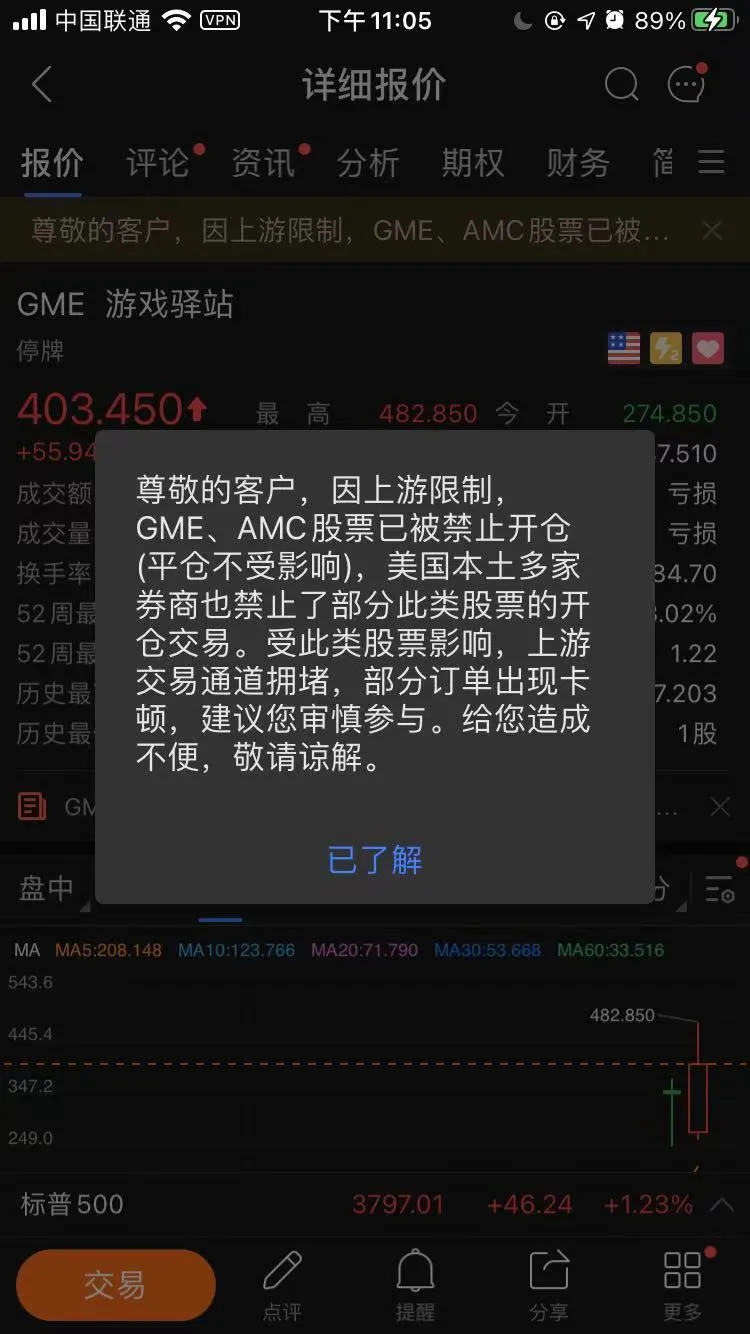 中国联通 VPN 下午11:05 89%
详细报价
报价 评论 资讯 分析 期权 财务
尊敬的客户，因上游限制，GME、AMC股票已被...
GME 游戏驿站
停牌
403.450 最高 482.850 今开 274.850
+55.94 7.510
成交额 亏损
成交量 亏损
换手率 84.70
52周最 3.02%
52周最 1.22
历史最 7.203
历史最 1股
尊敬的客户，因上游限制，
GME、AMC股票已被禁止开仓
(平仓不受影响)，美国本土多家
券商也禁止了部分此类股票的开
仓交易。受此类股票影响，上游
交易通道拥堵，部分订单出现卡
顿，建议您审慎参与。给您造成
不便，敬请谅解。
已了解
GM ...
盘中 分
MA MA5:208.148 MA10:123.766 MA20:71.790 MA30:53.668 MA60:33.516
543.6
482.850
445.4
347.2
249.0
标普500 3797.01 +46.24 +1.23%
交易 点评 提醒 分享 更多